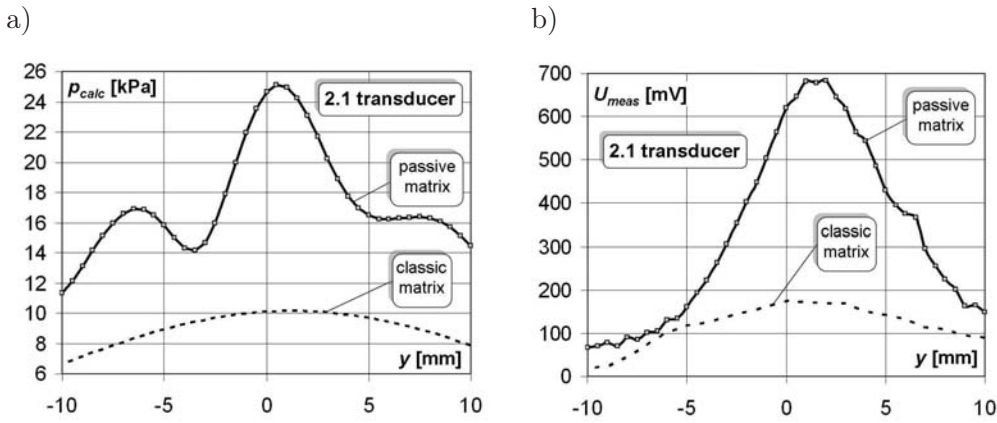 a)
b)
26
24
22
20
18
16
14
12
10
8
6
p_calc [kPa]
2.1 transducer
passive
matrix
classic
matrix
y [mm]
-10
-5
0
5
10
700
600
500
400
300
200
100
0
U_meas [mV]
passive
matrix
2.1 transducer
classic
matrix
y [mm]
-10
-5
0
5
10